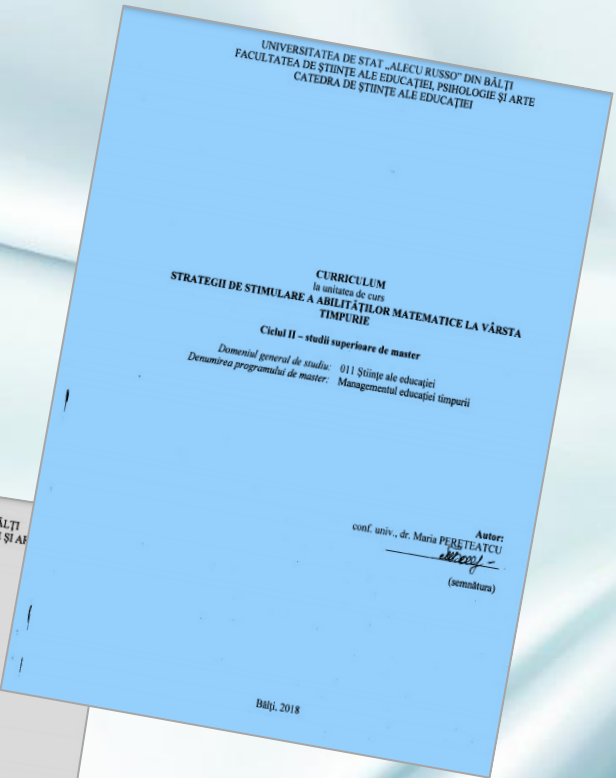 UNIVERSITATEA DE STAT „ALECU RUSSO” DIN BĂLȚI
FACULTATEA DE ȘTIINȚE ALE EDUCAȚIEI, PSIHOLOGIE ȘI ARTE
CATEDRA DE ȘTIINȚE ALE EDUCAȚIEI
CURRICULUM
la unitatea de curs
STRATEGII DE STIMULARE A ABILITĂȚILOR MATEMATICE LA VÂRSTA
TIMPURIE
Ciclul II – studii superioare de master
Domeniul general de studiu: 011 Științe ale educației
Denumirea programului de master: Managementul educației timpurii
Autor:
conf. univ., dr. Maria PERETEATCU
(semnătura)
Bălți, 2018
ĂLȚI
ȘI AR